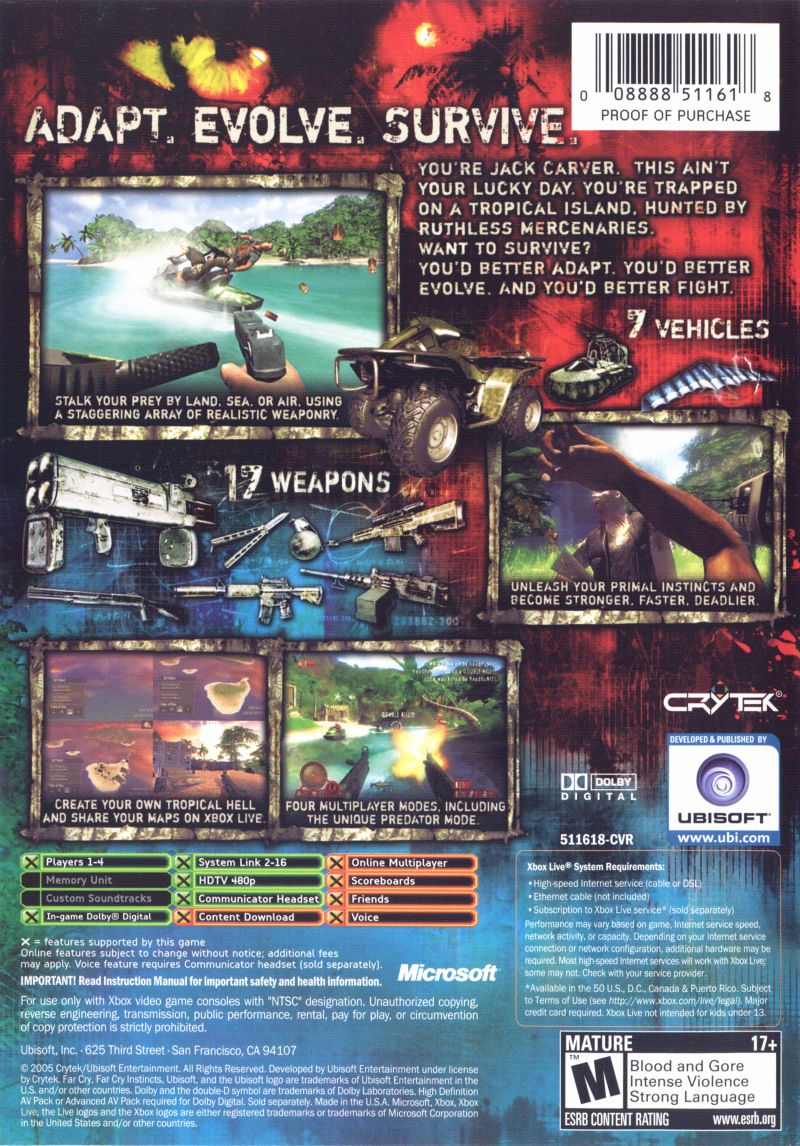 0 08888 51161 8
PROOF OF PURCHASE
ADAPT. EVOLVE. SURVIVE.
YOU'RE JACK CARVER. THIS AIN'T
YOUR LUCKY DAY. YOU'RE TRAPPED
ON A TROPICAL ISLAND, HUNTED BY
RUTHLESS MERCENARIES.
WANT TO SURVIVE?
YOU'D BETTER ADAPT. YOU'D BETTER
EVOLVE. AND YOU'D BETTER FIGHT.
7 VEHICLES
STALK YOUR PREY BY LAND, SEA, OR AIR, USING
A STAGGERING ARRAY OF REALISTIC WEAPONRY.
17 WEAPONS
293862-300
UNLEASH YOUR PRIMAL INSTINCTS AND
BECOME STRONGER, FASTER, DEADLIER.
CREATE YOUR OWN TROPICAL HELL
AND SHARE YOUR MAPS ON XBOX LIVE.
DOUBLE KILL!
FOUR MULTIPLAYER MODES, INCLUDING
THE UNIQUE PREDATOR MODE.
CRYTEK®
DOLBY
DIGITAL
511618-CVR
DEVELOPED & PUBLISHED BY
UBISOFT™
www.ubi.com
Players 1-4
Memory Unit
Custom Soundtracks
In-game Dolby® Digital
System Link 2-16
HDTV 480p
Communicator Headset
Content Download
Online Multiplayer
Scoreboards
Friends
Voice
X = features supported by this game
Online features subject to change without notice; additional fees
may apply. Voice feature requires Communicator headset (sold separately).
IMPORTANT! Read Instruction Manual for important safety and health information.
Microsoft®
For use only with Xbox video game consoles with "NTSC" designation. Unauthorized copying,
reverse engineering, transmission, public performance, rental, pay for play, or circumvention
of copy protection is strictly prohibited.
Ubisoft, Inc. · 625 Third Street · San Francisco, CA 94107
© 2005 Crytek/Ubisoft Entertainment. All Rights Reserved. Developed by Ubisoft Entertainment under license
by Crytek. Far Cry, Far Cry Instincts, Ubisoft, and the Ubisoft logo are trademarks of Ubisoft Entertainment in the
U.S. and/or other countries. Dolby and the double-D symbol are trademarks of Dolby Laboratories. High Definition
AV Pack or Advanced AV Pack required for Dolby Digital. Sold separately. Made in the U.S.A. Microsoft, Xbox, Xbox
Live, the Live logos and the Xbox logos are either registered trademarks or trademarks of Microsoft Corporation
in the United States and/or other countries.
Xbox Live® System Requirements:
• High-speed Internet service (cable or DSL)
• Ethernet cable (not included)
• Subscription to Xbox Live service* (sold separately)
Performance may vary based on game, Internet service speed,
network activity, or capacity. Depending on your Internet service
connection or network configuration, additional hardware may be
required. Most high-speed Internet services will work with Xbox Live;
some may not. Check with your service provider.
*Available in the 50 U.S., D.C., Canada & Puerto Rico. Subject
to Terms of Use (see http://www.xbox.com/live/legal). Major
credit card required. Xbox Live not intended for kids under 13.
MATURE 17+
M
Blood and Gore
Intense Violence
Strong Language
ESRB CONTENT RATING www.esrb.org